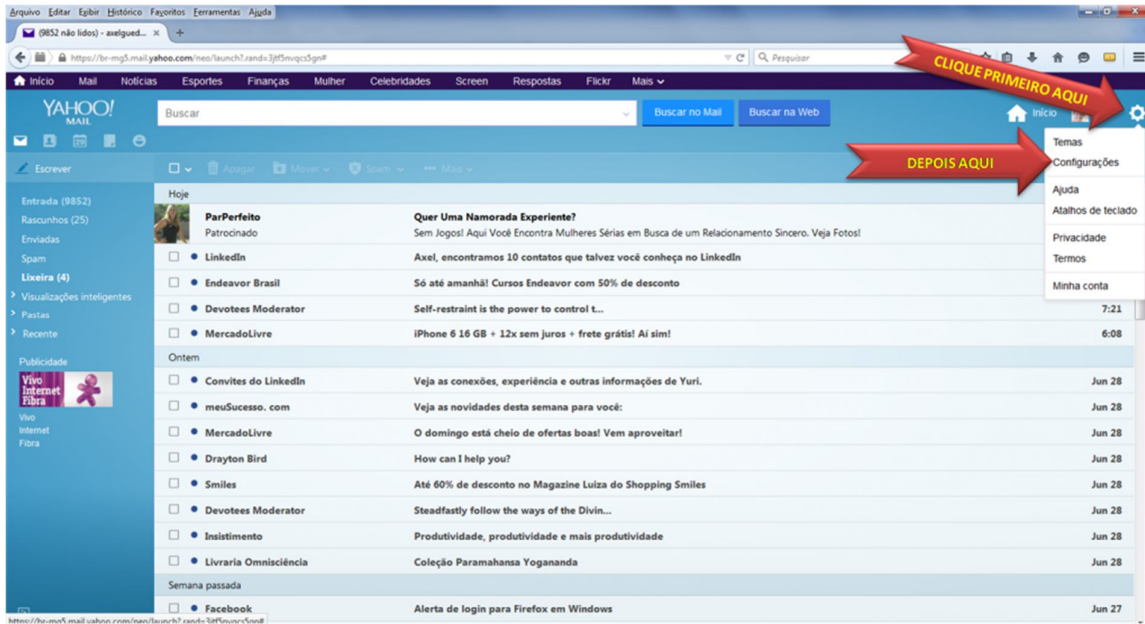 Arquivo Editar Exibir Histórico Favoritos Ferramentas Ajuda
(9852 não lidos) - axelgued...
https://br-mg5.mail.yahoo.com/neo/launch?.rand=3jtf5nvqcs5gn#
Pesquisar
CLIQUE PRIMEIRO AQUI
Início Mail Notícias Esportes Finanças Mulher Celebridades Screen Respostas Flickr Mais
YAHOO!
MAIL
Buscar
Buscar no Mail
Buscar na Web
Início
DEPOIS AQUI
Temas
Configurações
Ajuda
Atalhos de teclado
Privacidade
Termos
Minha conta
Escrever
Apagar Mover Spam Mais
Entrada (9852)
Rascunhos (25)
Enviadas
Spam
Lixeira (4)
Visualizações inteligentes
Pastas
Recente
Publicidade
Vivo
Internet
Fibra
Vivo
Internet
Fibra
Hoje
ParPerfeito Quer Uma Namorada Experiente?
Patrocinado Sem Jogos! Aqui Você Encontra Mulheres Sérias em Busca de um Relacionamento Sincero. Veja Fotos!
LinkedIn Axel, encontramos 10 contatos que talvez você conheça no LinkedIn
Endeavor Brasil Só até amanhã! Cursos Endeavor com 50% de desconto
Devotees Moderator Self-restraint is the power to control t... 7:21
MercadoLivre iPhone 6 16 GB + 12x sem juros + frete grátis! Aí sim! 6:08
Ontem
Convites do LinkedIn Veja as conexões, experiência e outras informações de Yuri. Jun 28
meuSucesso. com Veja as novidades desta semana para você: Jun 28
MercadoLivre O domingo está cheio de ofertas boas! Vem aproveitar! Jun 28
Drayton Bird How can I help you? Jun 28
Smiles Até 60% de desconto no Magazine Luiza do Shopping Smiles Jun 28
Devotees Moderator Steadfastly follow the ways of the Divin... Jun 28
Insistimento Produtividade, produtividade e mais produtividade Jun 28
Livraria Omnisciência Coleção Paramahansa Yogananda Jun 28
Semana passada
Facebook Alerta de login para Firefox em Windows Jun 27
https://br-mg5.mail.yahoo.com/neo/launch?.rand=3jtf5nvqcs5gn#